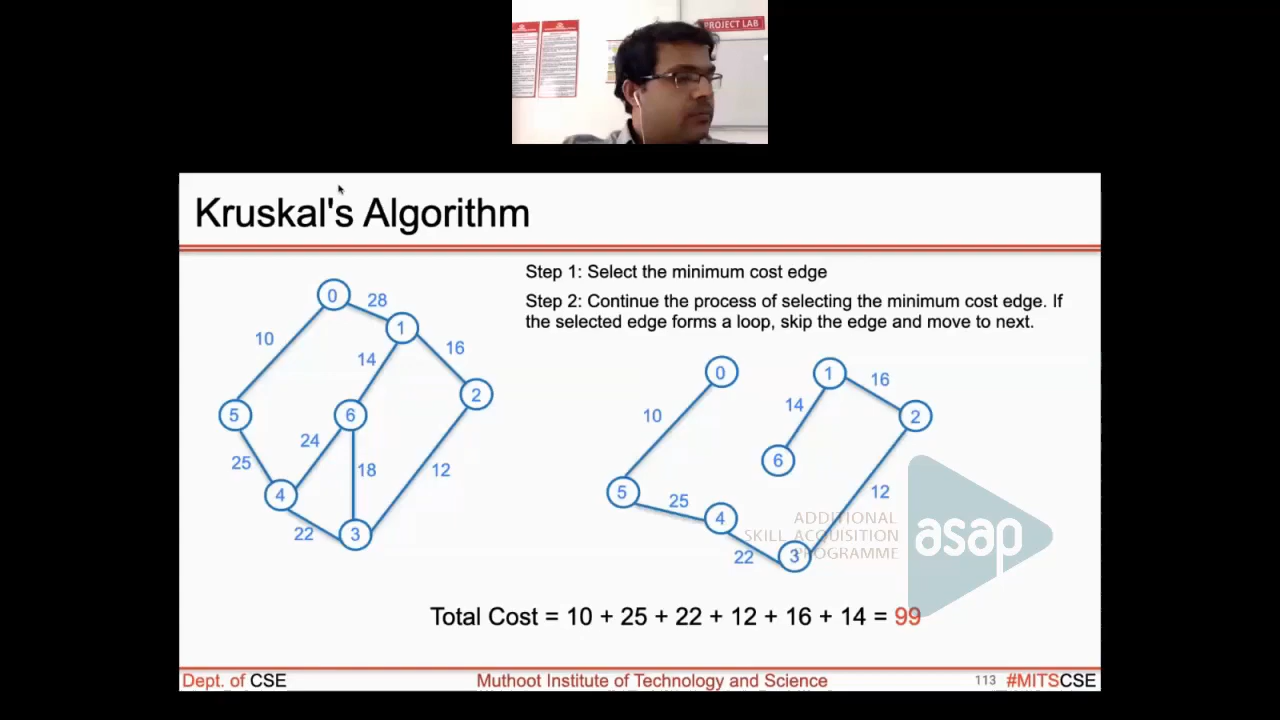 PROJECT LAB
Kruskal's Algorithm
Step 1: Select the minimum cost edge
Step 2: Continue the process of selecting the minimum cost edge. If
the selected edge forms a loop, skip the edge and move to next.
0
28
1
10
14
16
2
5
6
24
25
18
12
4
22
3
0
1
16
10
14
2
6
5
25
4
12
22
3
ADDITIONAL
SKILL ACQUISITION
PROGRAMME
asap
Total Cost = 10 + 25 + 22 + 12 + 16 + 14 = 99
Dept. of CSE
Muthoot Institute of Technology and Science
113
#MITSCSE